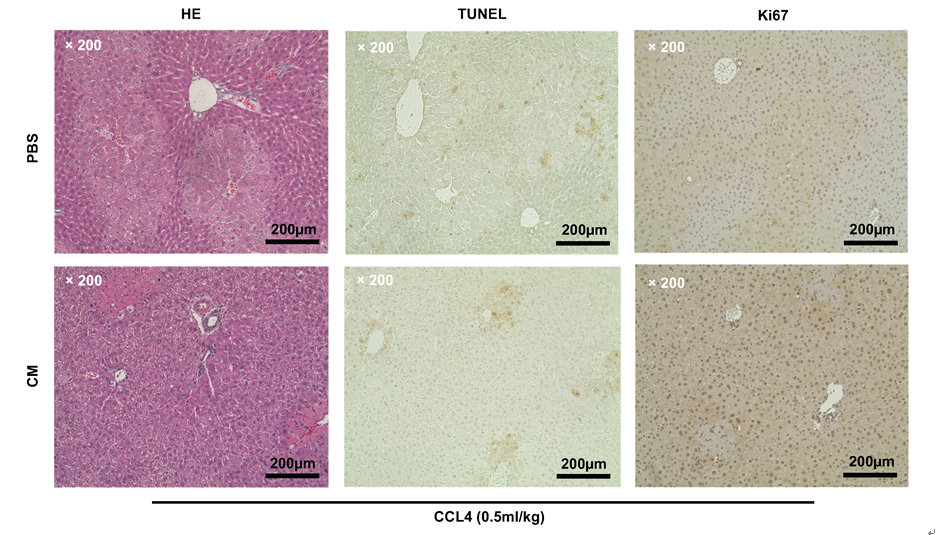 HE TUNEL Ki67
PBS
× 200 × 200 × 200
200μm 200μm 200μm
CM
× 200 × 200 × 200
200μm 200μm 200μm
CCL4 (0.5ml/kg)